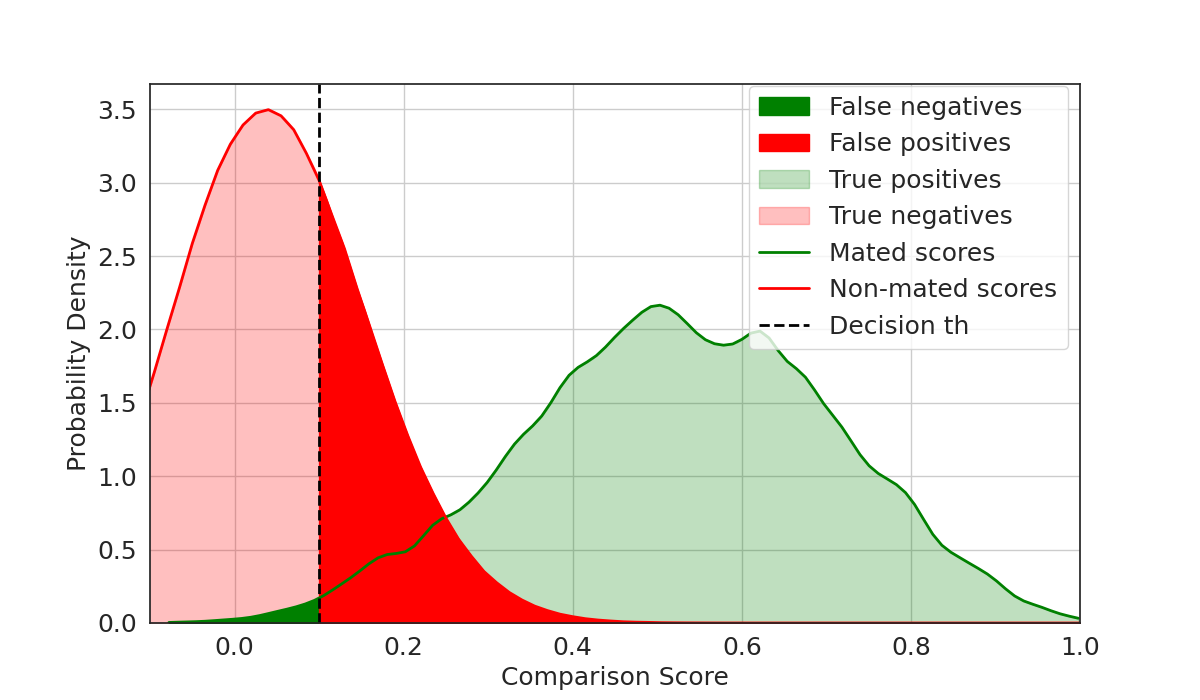 Probability Density
3.5
3.0
2.5
2.0
1.5
1.0
0.5
0.0
False negatives
False positives
True positives
True negatives
Mated scores
Non-mated scores
Decision th
0.0 0.2 0.4 0.6 0.8 1.0
Comparison Score